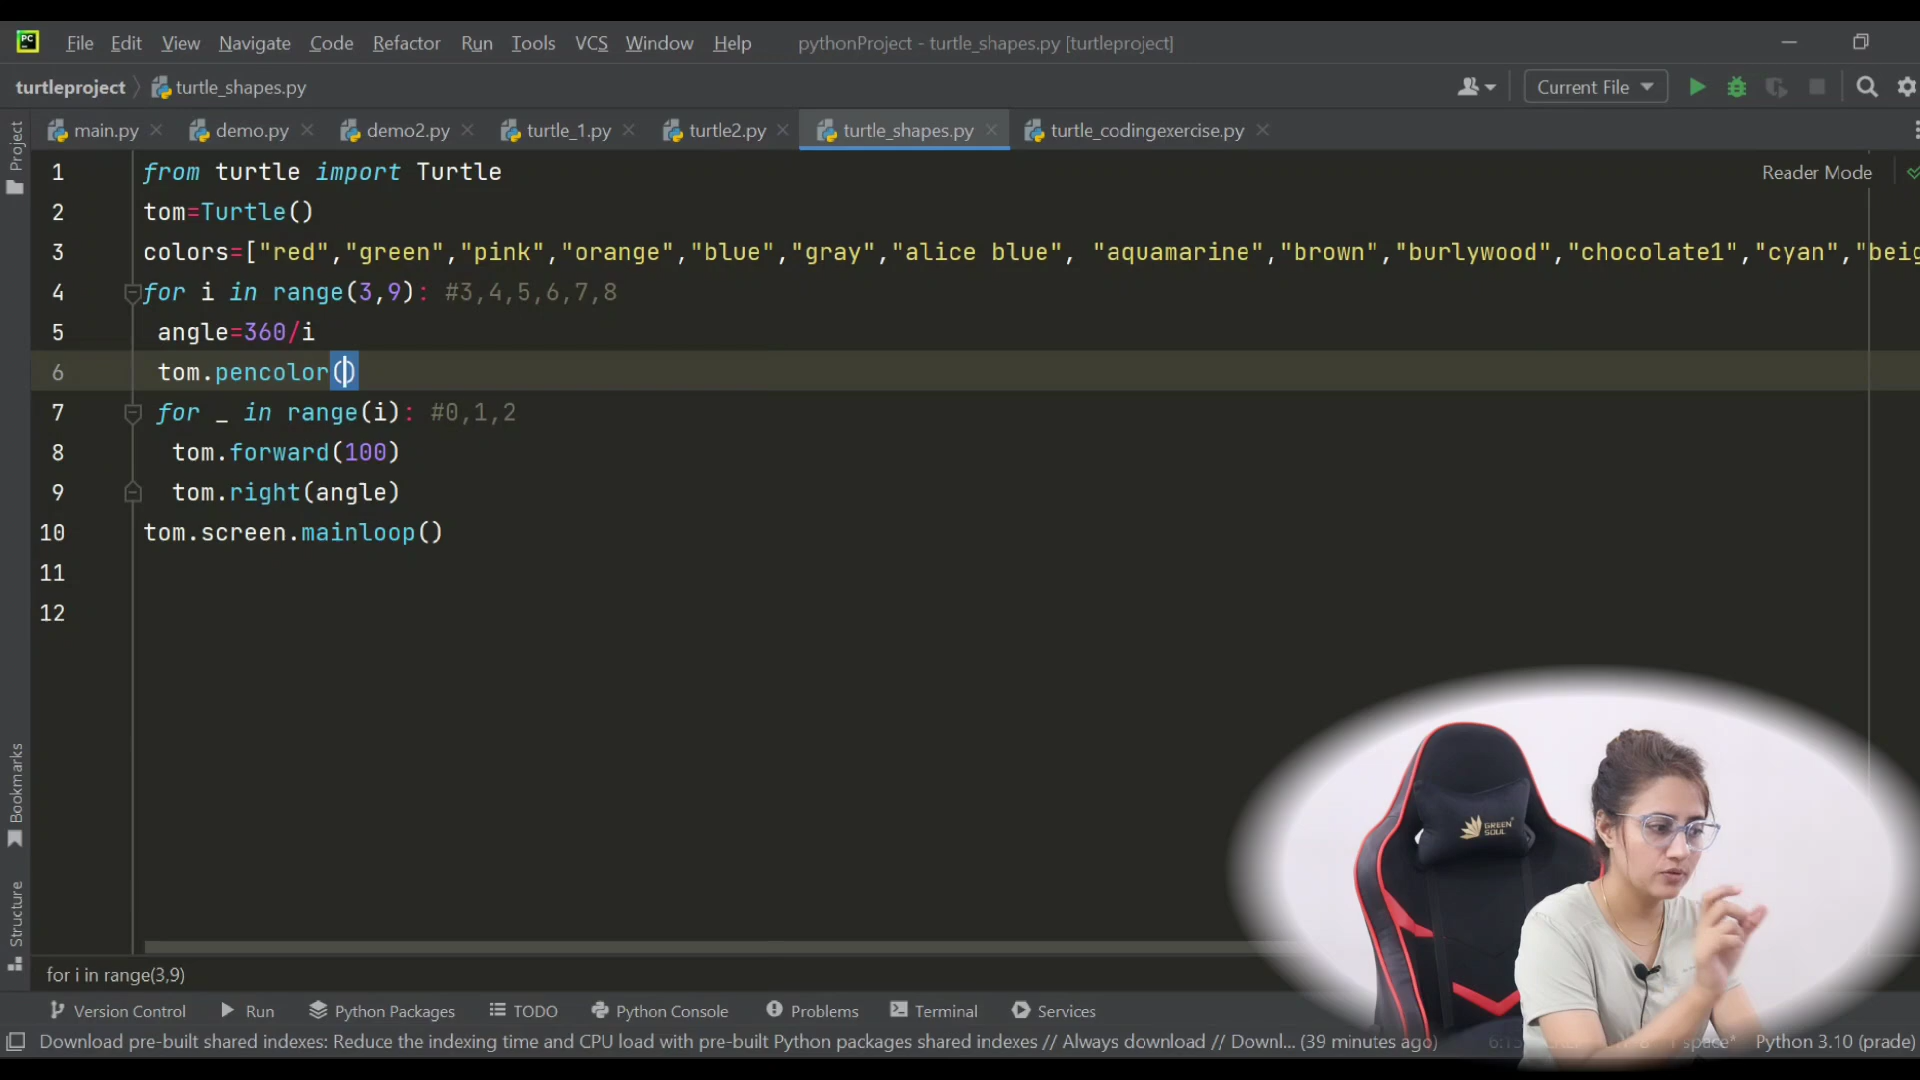 PC File Edit View Navigate Code Refactor Run Tools VCS Window Help pythonProject - turtle_shapes.py [turtleproject]
turtleproject turtle_shapes.py Current File
main.py demo.py demo2.py turtle_1.py turtle2.py turtle_shapes.py turtle_codingexercise.py
Project
Reader Mode
1 from turtle import Turtle
2 tom=Turtle()
3 colors=["red","green","pink","orange","blue","gray","alice blue", "aquamarine","brown","burlywood","chocolate1","cyan","beig
4 for i in range(3,9): #3,4,5,6,7,8
5 angle=360/i
6 tom.pencolor()
7 for _ in range(i): #0,1,2
8 tom.forward(100)
9 tom.right(angle)
10 tom.screen.mainloop()
11
12
Bookmarks
Structure
GREEN
SOUL
for i in range(3,9)
Version Control Run Python Packages TODO Python Console Problems Terminal Services
Download pre-built shared indexes: Reduce the indexing time and CPU load with pre-built Python packages shared indexes // Always download // Downl... (39 minutes ago) Python 3.10 (prade)